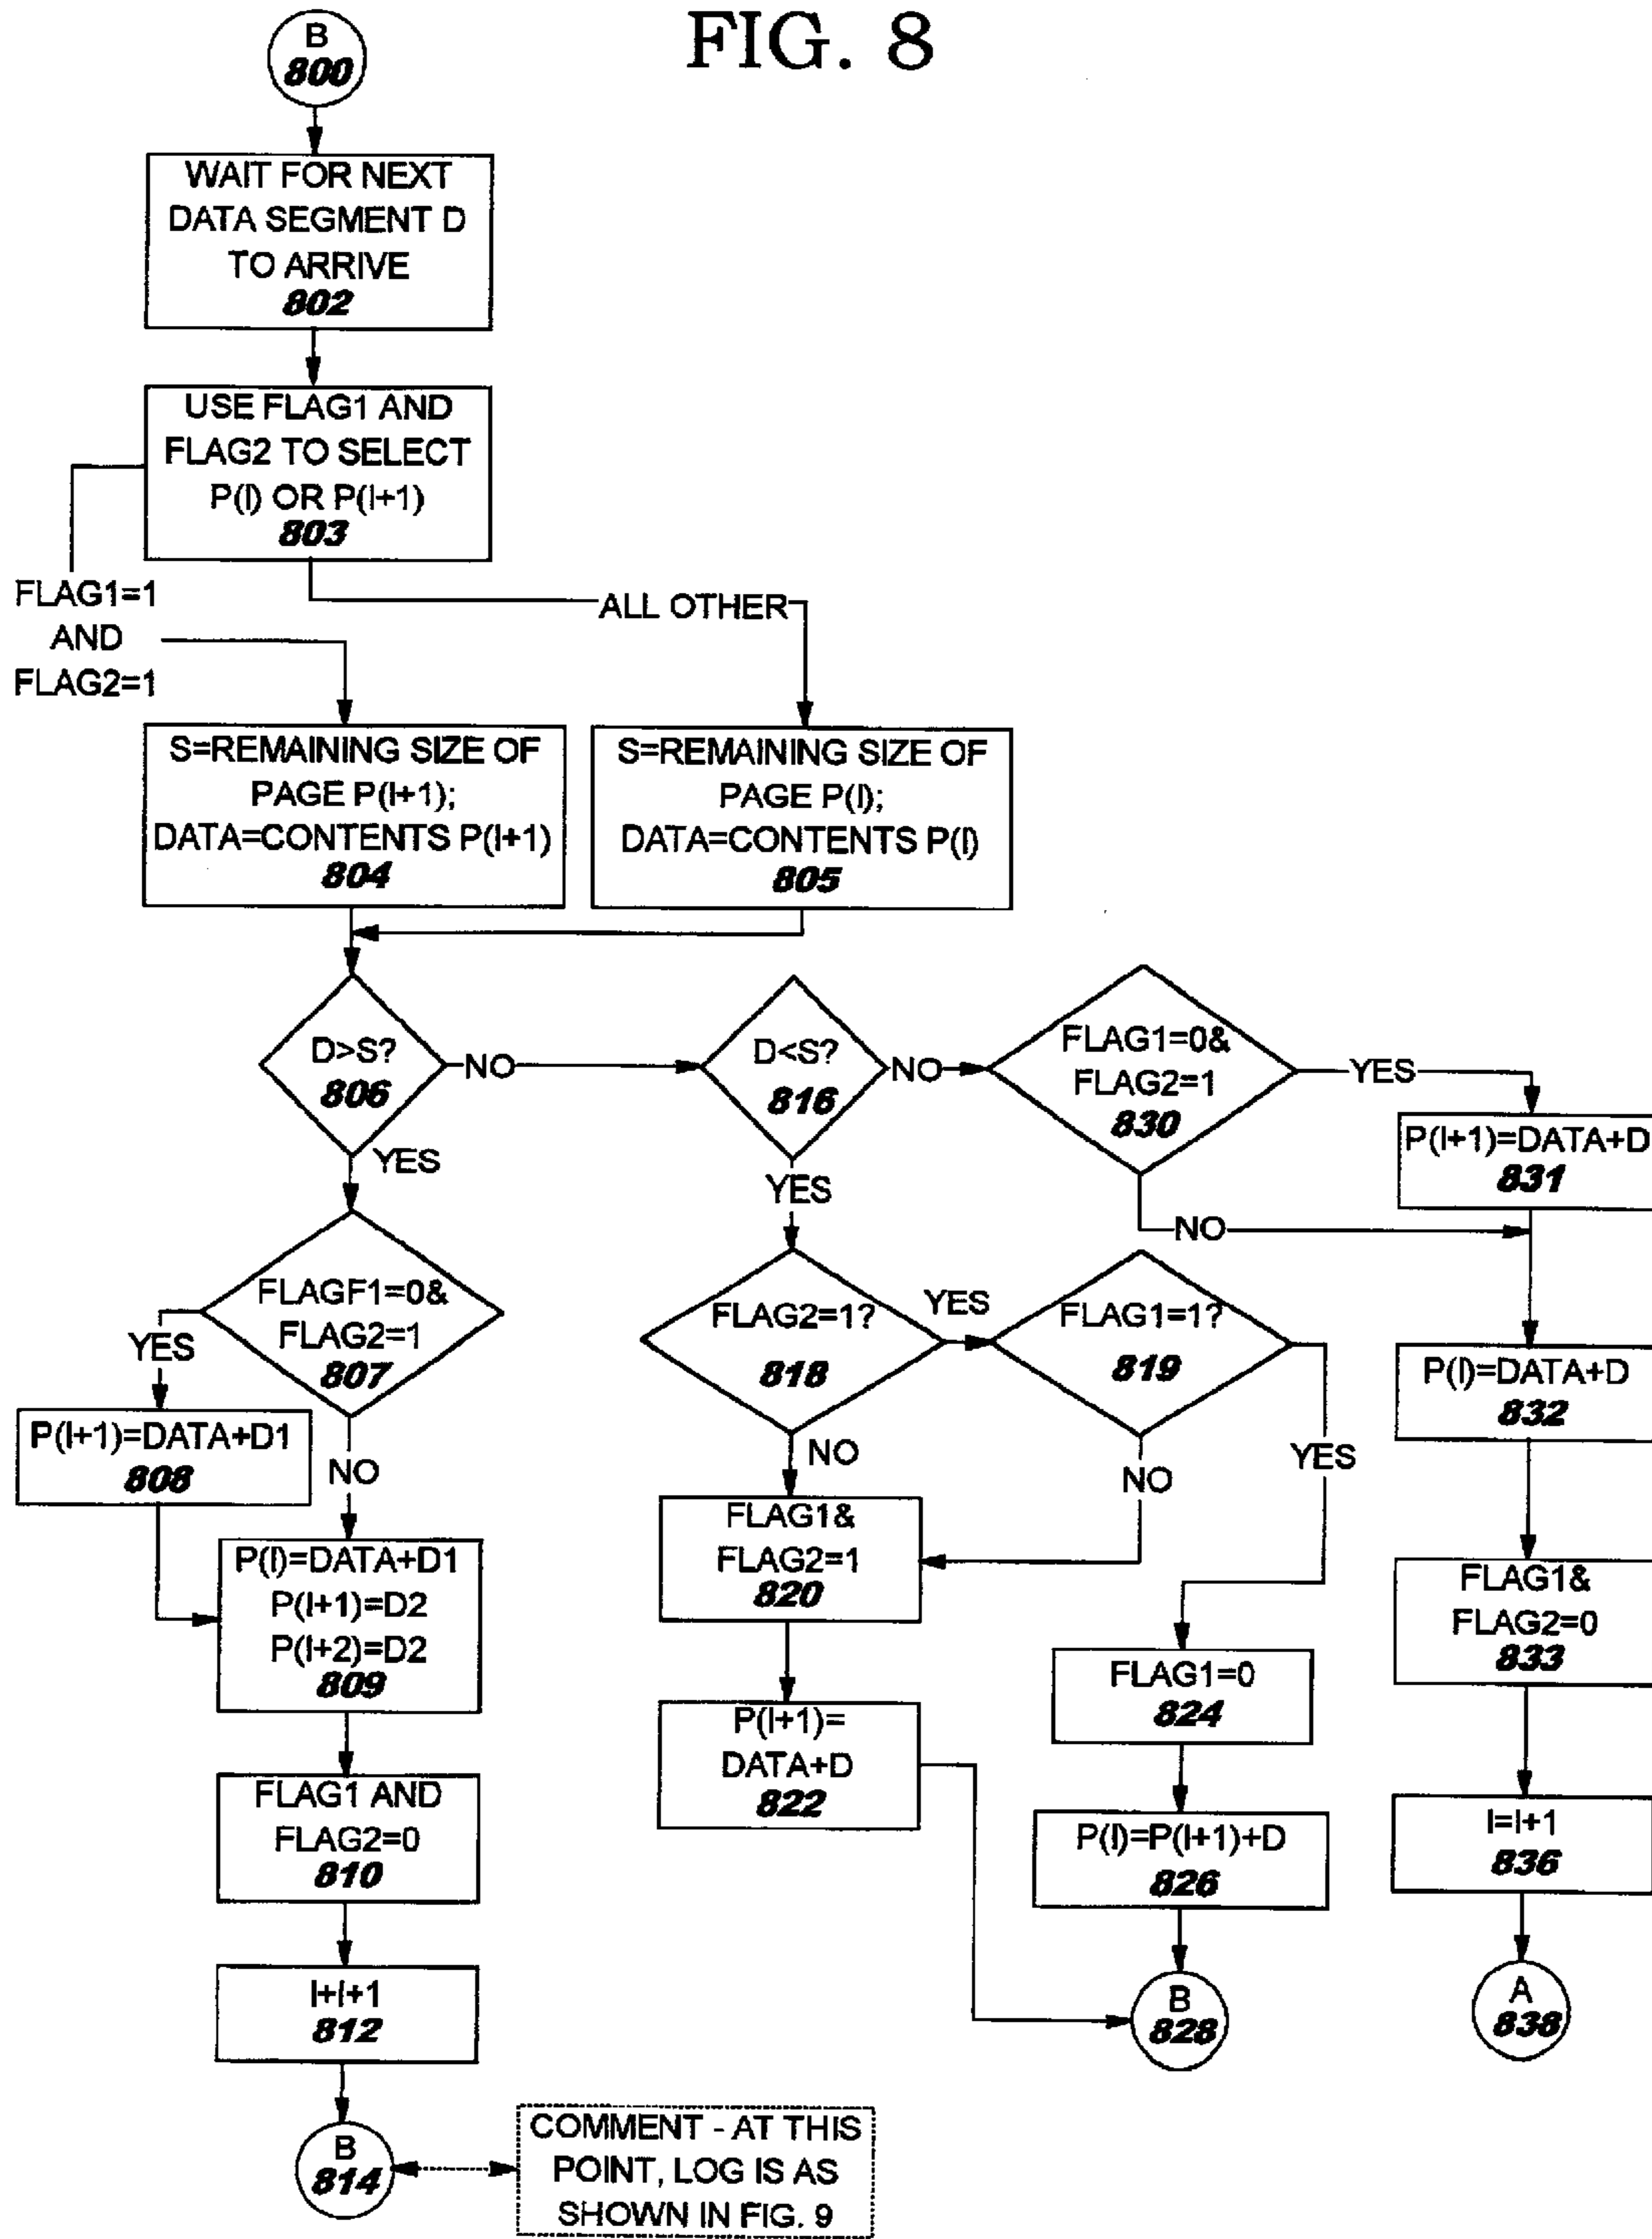 FIG. 8
B
800
WAIT FOR NEXT
DATA SEGMENT D
TO ARRIVE
802
USE FLAG1 AND
FLAG2 TO SELECT
P(I) OR P(I+1)
803
FLAG1=1
AND
FLAG2=1
ALL OTHER
S=REMAINING SIZE OF
PAGE P(I+1);
DATA=CONTENTS P(I+1)
804
S=REMAINING SIZE OF
PAGE P(I);
DATA=CONTENTS P(I)
805
D>S?
806
NO
YES
D<S?
816
NO
YES
FLAG1=0&
FLAG2=1
830
YES
NO
P(I+1)=DATA+D
831
FLAGF1=0&
FLAG2=1
807
YES
NO
P(I+1)=DATA+D1
808
P(I)=DATA+D1
P(I+1)=D2
P(I+2)=D2
809
FLAG1 AND
FLAG2=0
810
I+I+1
812
B
814
COMMENT - AT THIS
POINT, LOG IS AS
SHOWN IN FIG. 9
FLAG2=1?
818
YES
NO
FLAG1=1?
819
NO
YES
FLAG1&
FLAG2=1
820
P(I+1)=
DATA+D
822
FLAG1=0
824
P(I)=P(I+1)+D
826
B
828
P(I)=DATA+D
832
FLAG1&
FLAG2=0
833
I=I+1
836
A
838